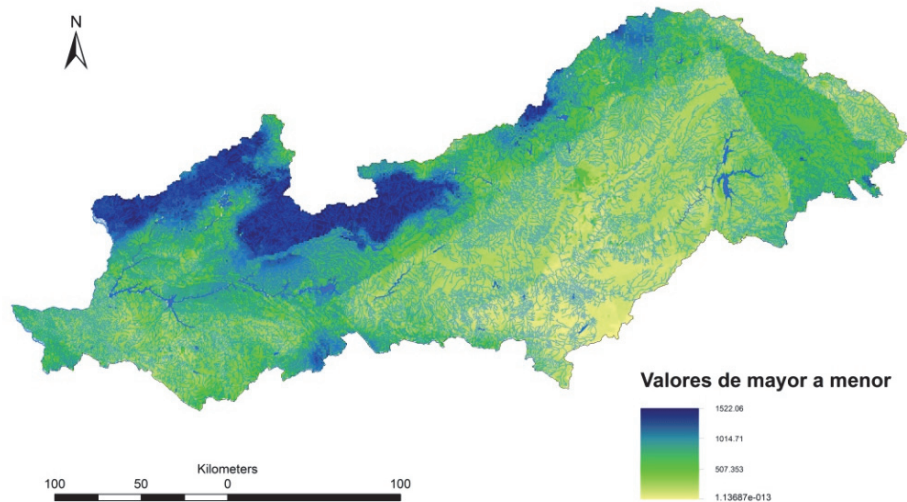 N
Valores de mayor a menor
1522.06
1014.71
507.353
1.13687e-013
Kilometers
100 50 0 100